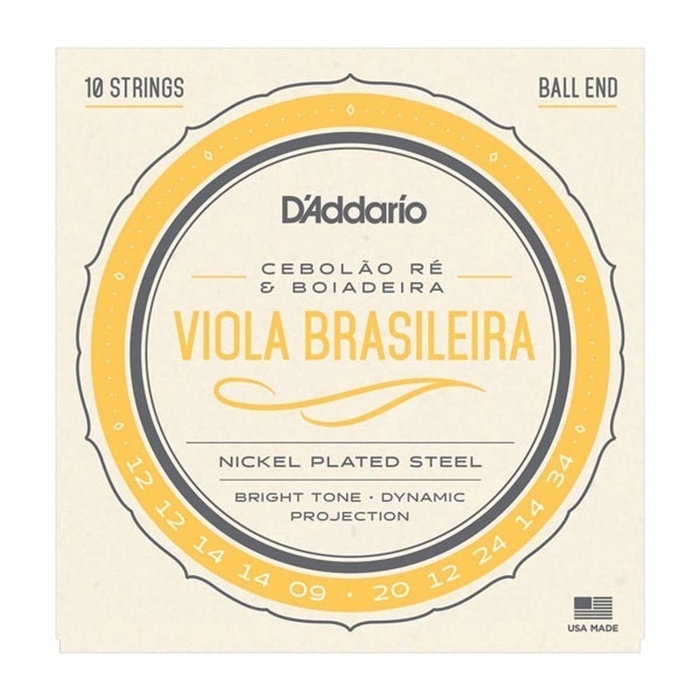 10 STRINGS
BALL END
D'Addario
CEBOLÃO RÉ
& BOIADEIRA
VIOLA BRASILEIRA
NICKEL PLATED STEEL
BRIGHT TONE · DYNAMIC
PROJECTION
12 12 14 14 09 · 20 12 24 14 34
USA MADE